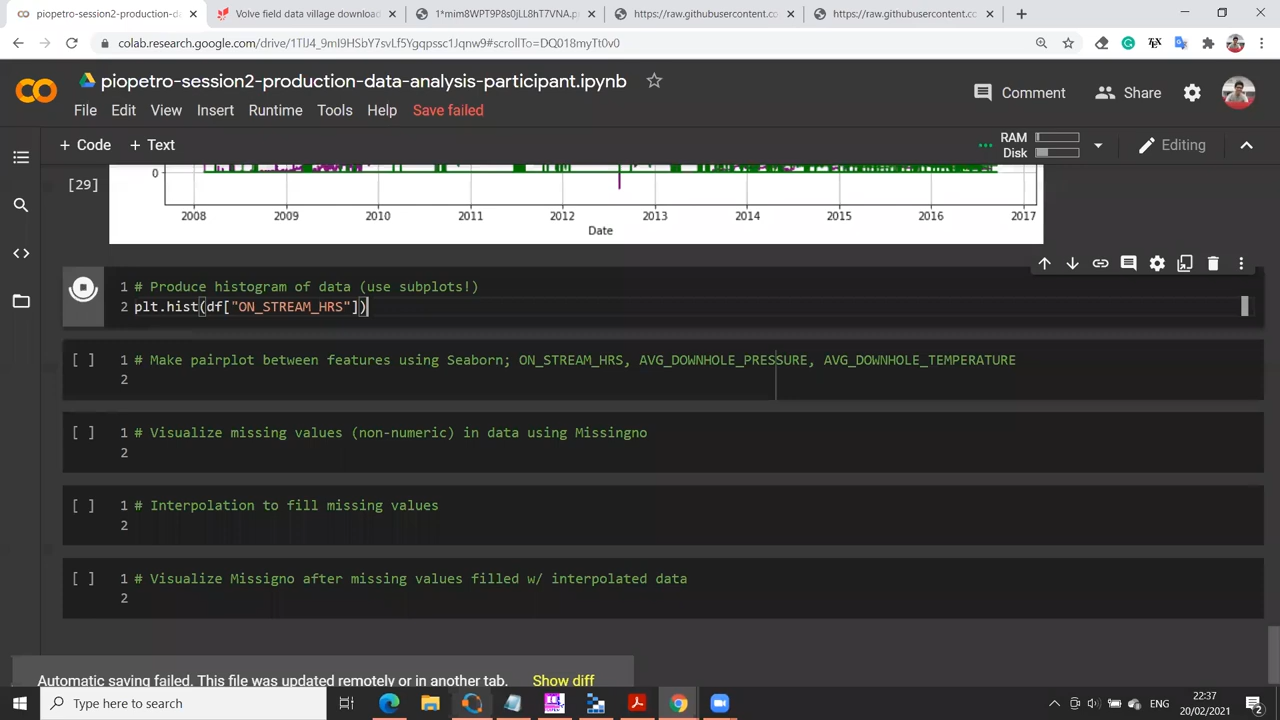 piopetro-session2-production-d
Volve field data village download
1*mim8WPT9P8s0jLL8hT7VNA.p
https://raw.githubusercontent.co
https://raw.githubusercontent.co
colab.research.google.com/drive/1TlJ4_9mI9HSbY7svLf5Ygqpssc1Jqnw9#scrollTo=DQ018myTt0v0
piopetro-session2-production-data-analysis-participant.ipynb
File Edit View Insert Runtime Tools Help Save failed
Comment Share
+ Code + Text
RAM
Disk
Editing
[29]
0
2008 2009 2010 2011 2012 2013 2014 2015 2016 2017
Date
1 # Produce histogram of data (use subplots!)
2 plt.hist(df["ON_STREAM_HRS"])
[ ] 1 # Make pairplot between features using Seaborn; ON_STREAM_HRS, AVG_DOWNHOLE_PRESSURE, AVG_DOWNHOLE_TEMPERATURE
2
[ ] 1 # Visualize missing values (non-numeric) in data using Missingno
2
[ ] 1 # Interpolation to fill missing values
2
[ ] 1 # Visualize Missigno after missing values filled w/ interpolated data
2
Automatic saving failed. This file was updated remotely or in another tab. Show diff
Type here to search
ENG
22:37
20/02/2021
2